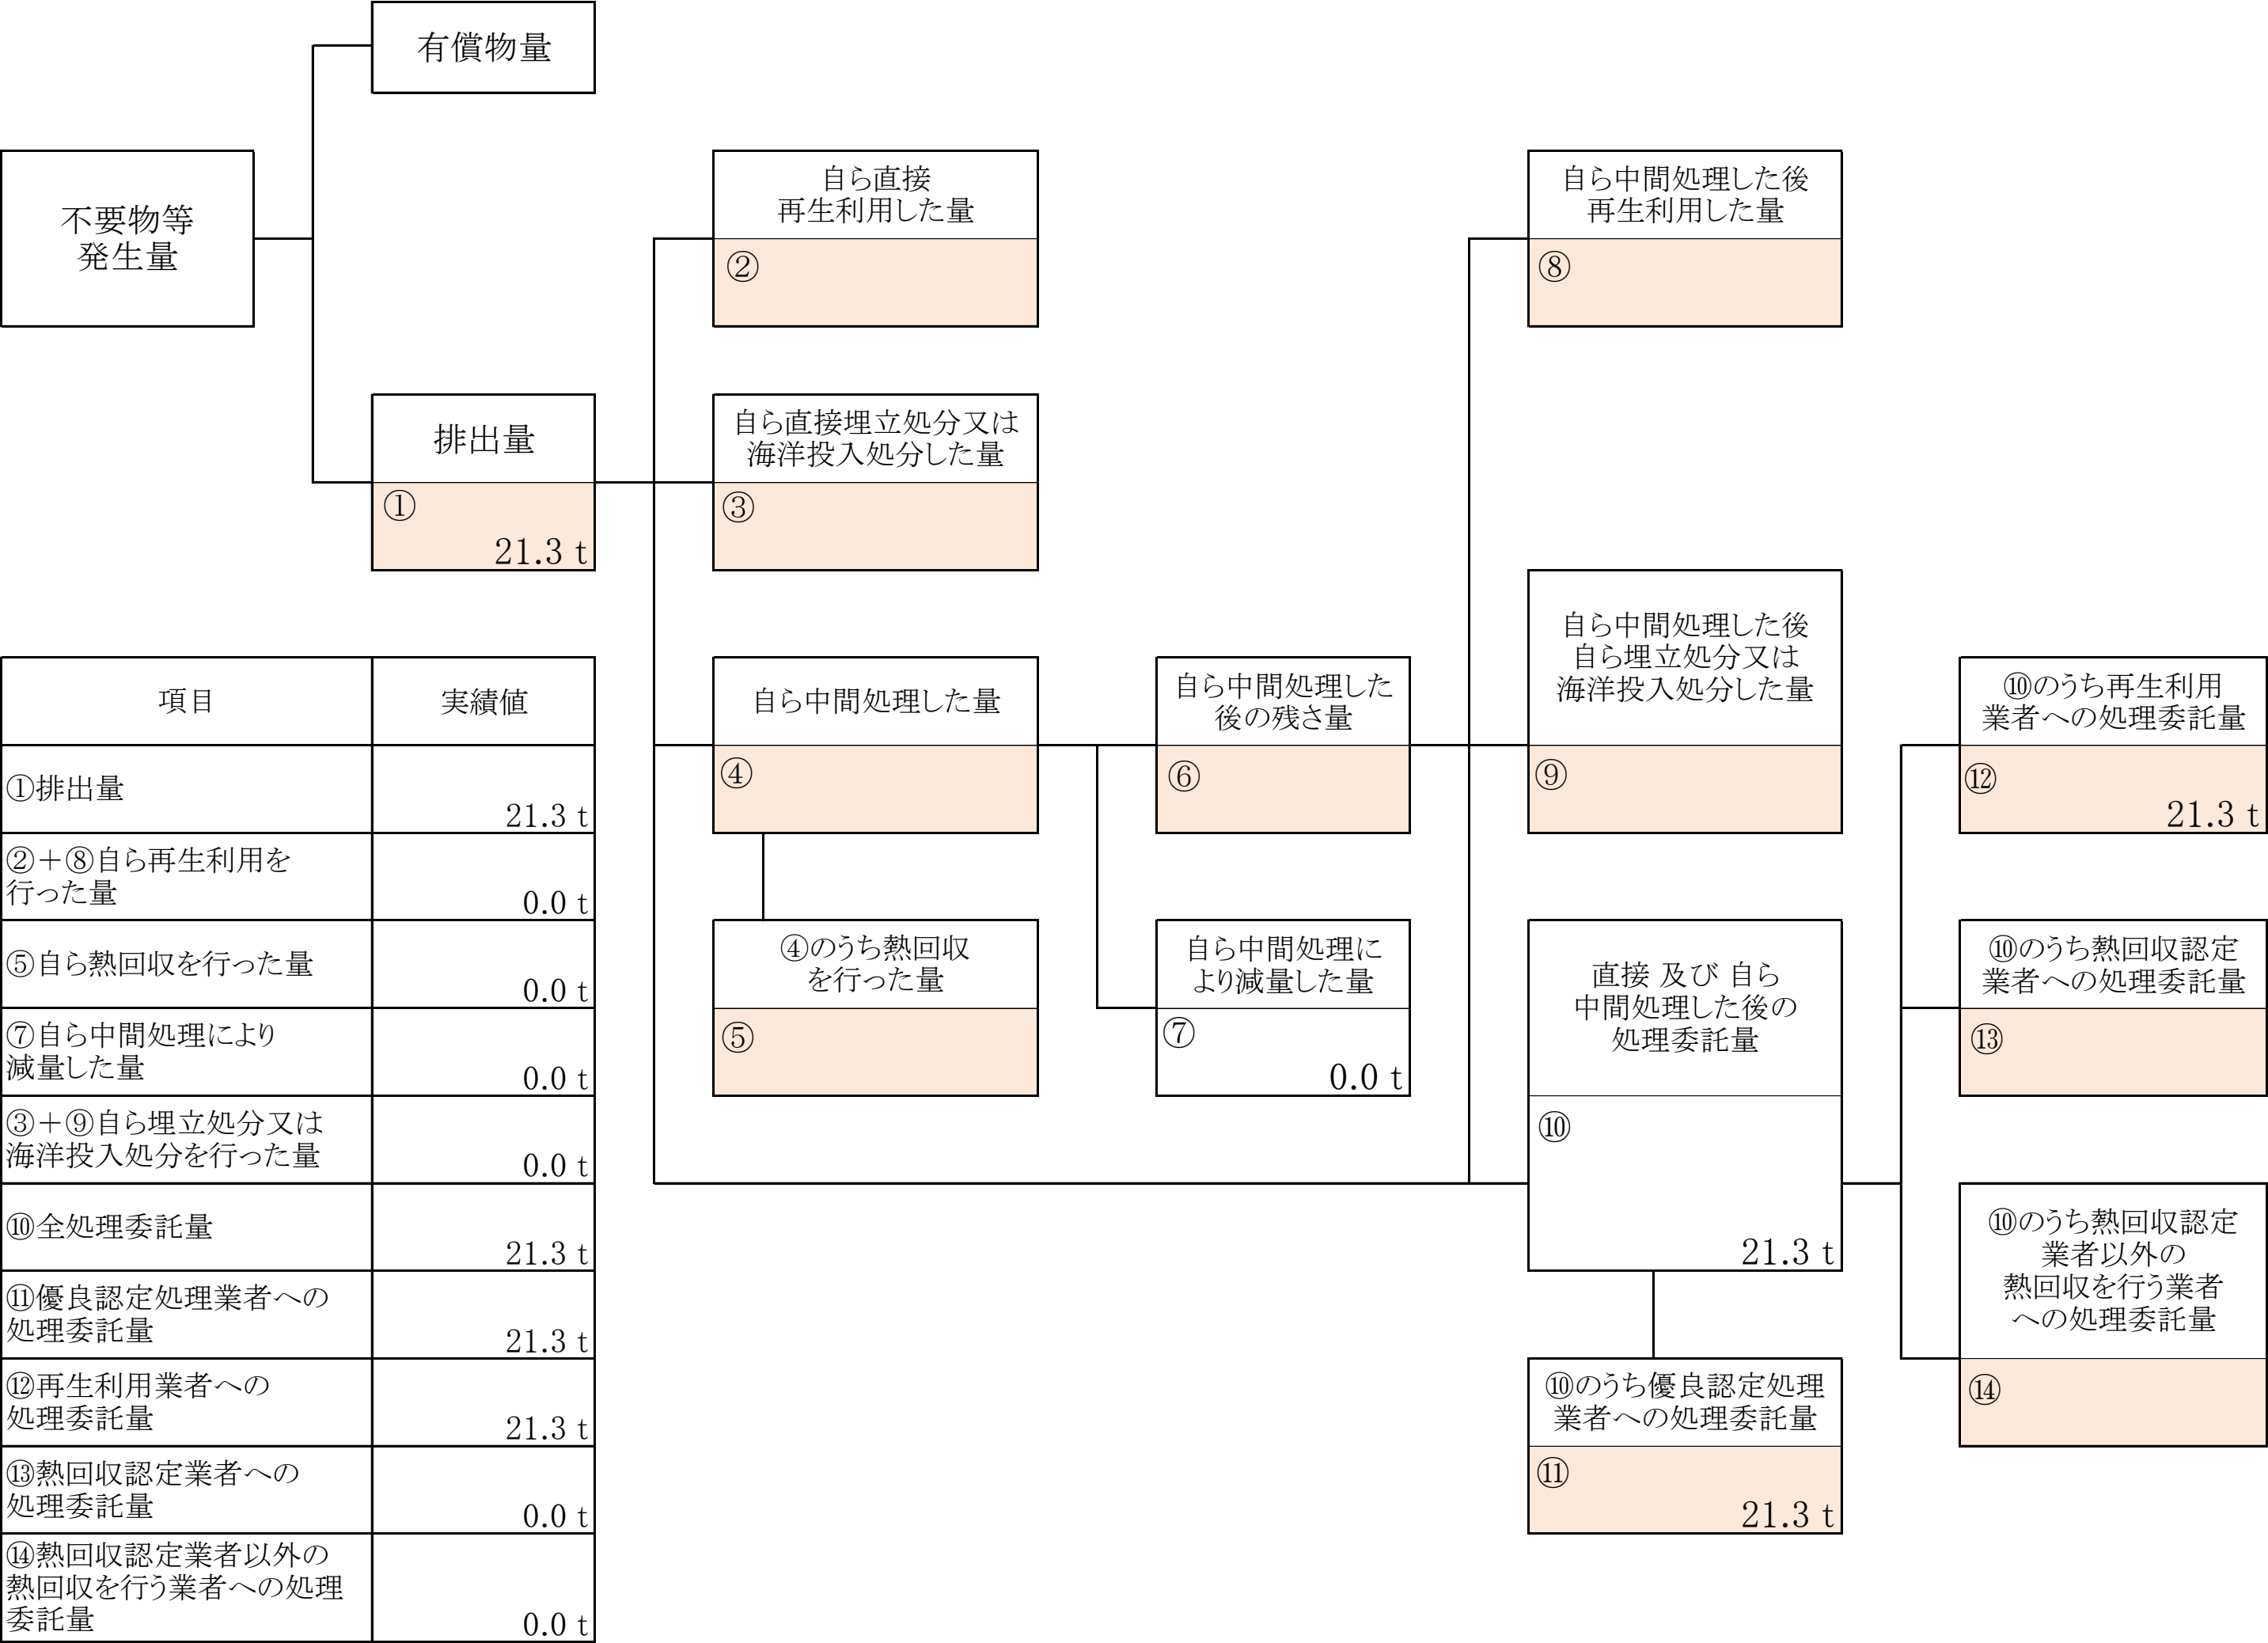 有償物量
不要物等
発生量
自ら直接
再生利用した量
②
自ら中間処理した後
再生利用した量
⑧
排出量
①
21.3 t
自ら直接埋立処分又は
海洋投入処分した量
③
自ら中間処理した量
④
自ら中間処理した
後の残さ量
⑥
自ら中間処理した後
自ら埋立処分又は
海洋投入処分した量
⑨
⑩のうち再生利用
業者への処理委託量
⑫
21.3 t
④のうち熱回収
を行った量
⑤
自ら中間処理に
より減量した量
⑦
0.0 t
直接 及び 自ら
中間処理した後の
処理委託量
⑩
21.3 t
⑩のうち熱回収認定
業者への処理委託量
⑬
⑩のうち熱回収認定
業者以外の
熱回収を行う業者
への処理委託量
⑭
⑩のうち優良認定処理
業者への処理委託量
⑪
21.3 t
項目
実績値
①排出量
21.3 t
②＋⑧自ら再生利用を
行った量
0.0 t
⑤自ら熱回収を行った量
0.0 t
⑦自ら中間処理により
減量した量
0.0 t
③＋⑨自ら埋立処分又は
海洋投入処分を行った量
0.0 t
⑩全処理委託量
21.3 t
⑪優良認定処理業者への
処理委託量
21.3 t
⑫再生利用業者への
処理委託量
21.3 t
⑬熱回収認定業者への
処理委託量
0.0 t
⑭熱回収認定業者以外の
熱回収を行う業者への処理
委託量
0.0 t